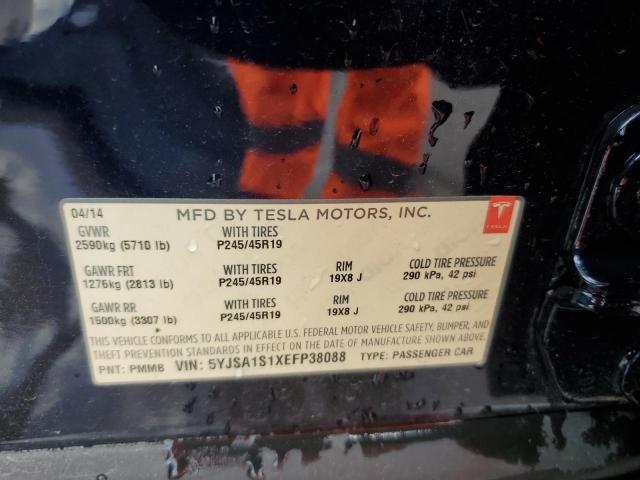 04/14 MFD BY TESLA MOTORS, INC.
GVWR WITH TIRES
2590kg (5710 lb) P245/45R19
TESLA
GAWR FRT WITH TIRES RIM COLD TIRE PRESSURE
1276kg (2813 lb) P245/45R19 19X8 J 290 kPa, 42 psi
GAWR RR WITH TIRES RIM COLD TIRE PRESSURE
1500kg (3307 lb) P245/45R19 19X8 J 290 kPa, 42 psi
THIS VEHICLE CONFORMS TO ALL APPLICABLE U.S. FEDERAL MOTOR VEHICLE SAFETY, BUMPER, AND
THEFT PREVENTION STANDARDS IN EFFECT ON THE DATE OF MANUFACTURE SHOWN ABOVE.
PNT: PMMB VIN: 5YJSA1S1XEFP38088 TYPE: PASSENGER CAR